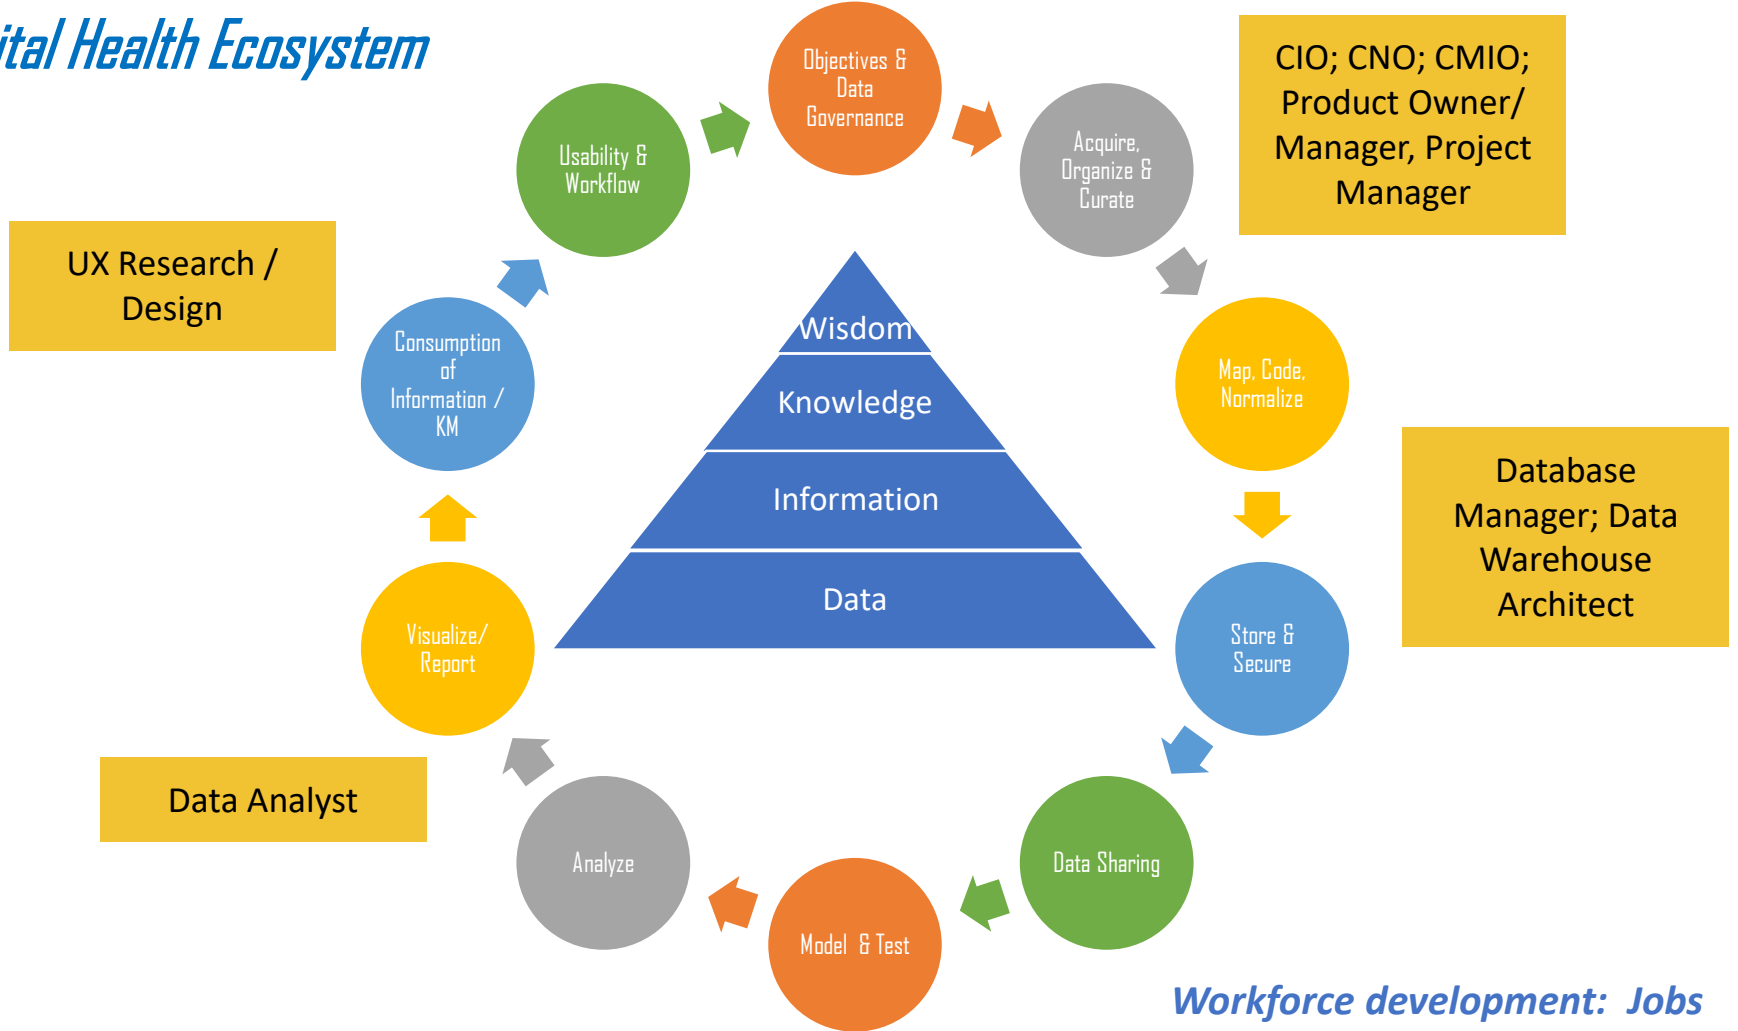 ital Health Ecosystem
Objectives &
Data
Governance
Acquire,
Organize &
Curate
CIO; CNO; CMIO;
Product Owner/
Manager, Project
Manager
Map, Code,
Normalize
Database
Manager; Data
Warehouse
Architect
Store &
Secure
Data Sharing
Model & Test
Analyze
Data Analyst
Visualize/
Report
Consumption
of
Information /
KM
UX Research /
Design
Usability &
Workflow
Wisdom
Knowledge
Information
Data
Workforce development: Jobs